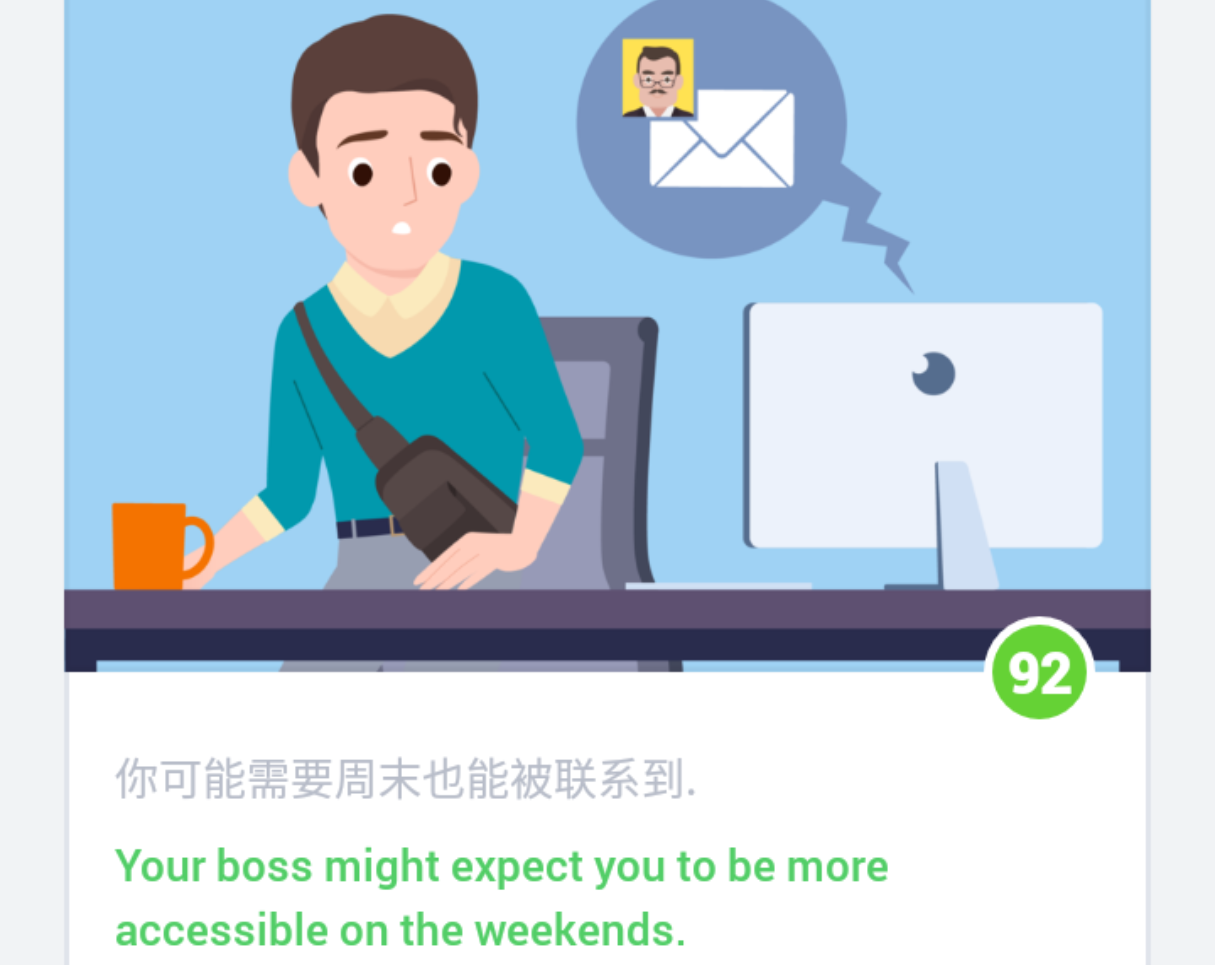 92
你可能需要周末也能被联系到.
Your boss might expect you to be more
accessible on the weekends.